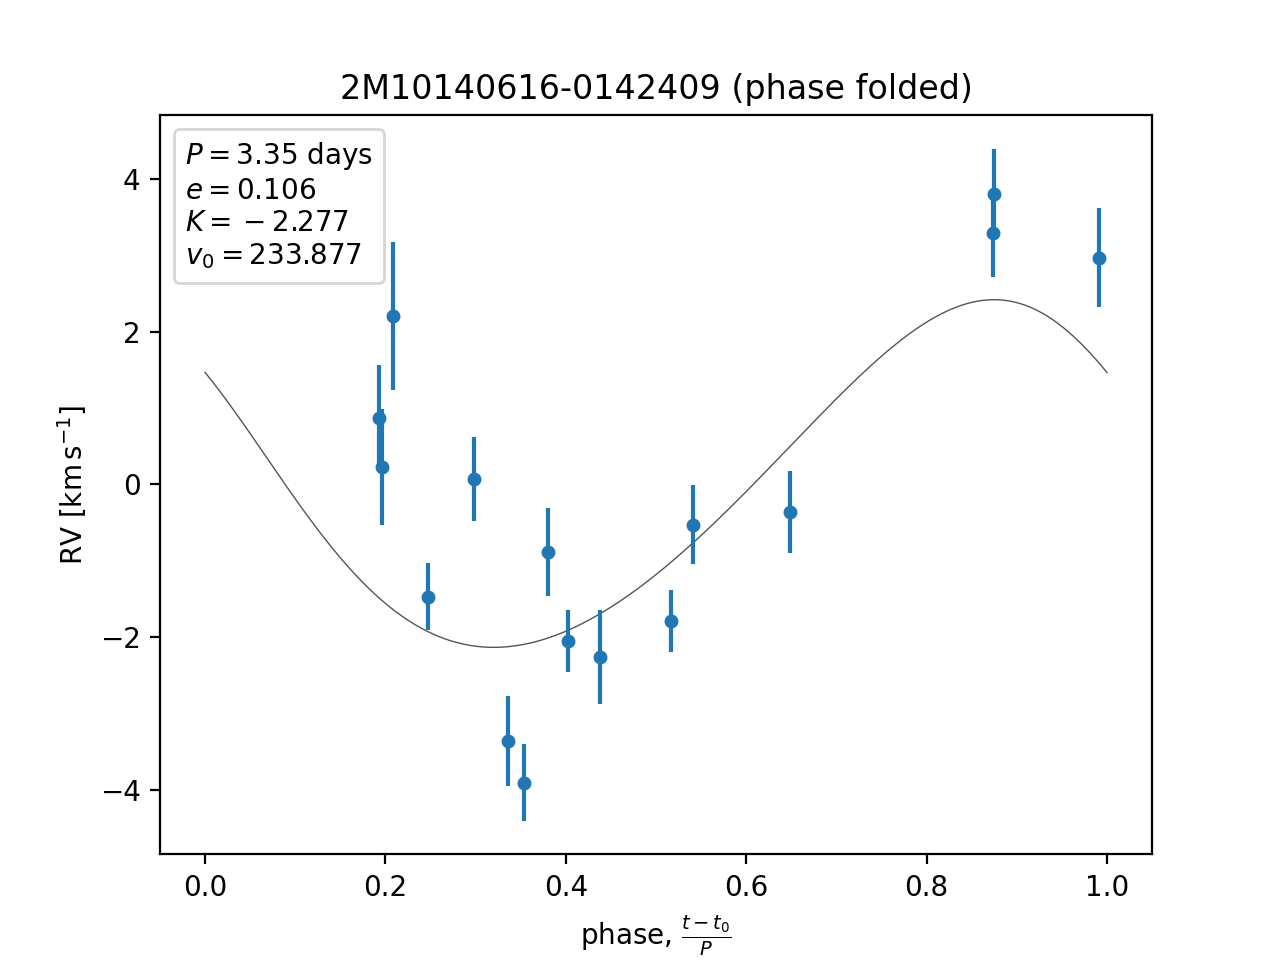 2M10140616-0142409 (phase folded)
P = 3.35 days
e = 0.106
K = −2.277
v₀ = 233.877
4
2
0
−2
−4
RV [km s⁻¹]
0.0 0.2 0.4 0.6 0.8 1.0
phase, (t − t₀)/P